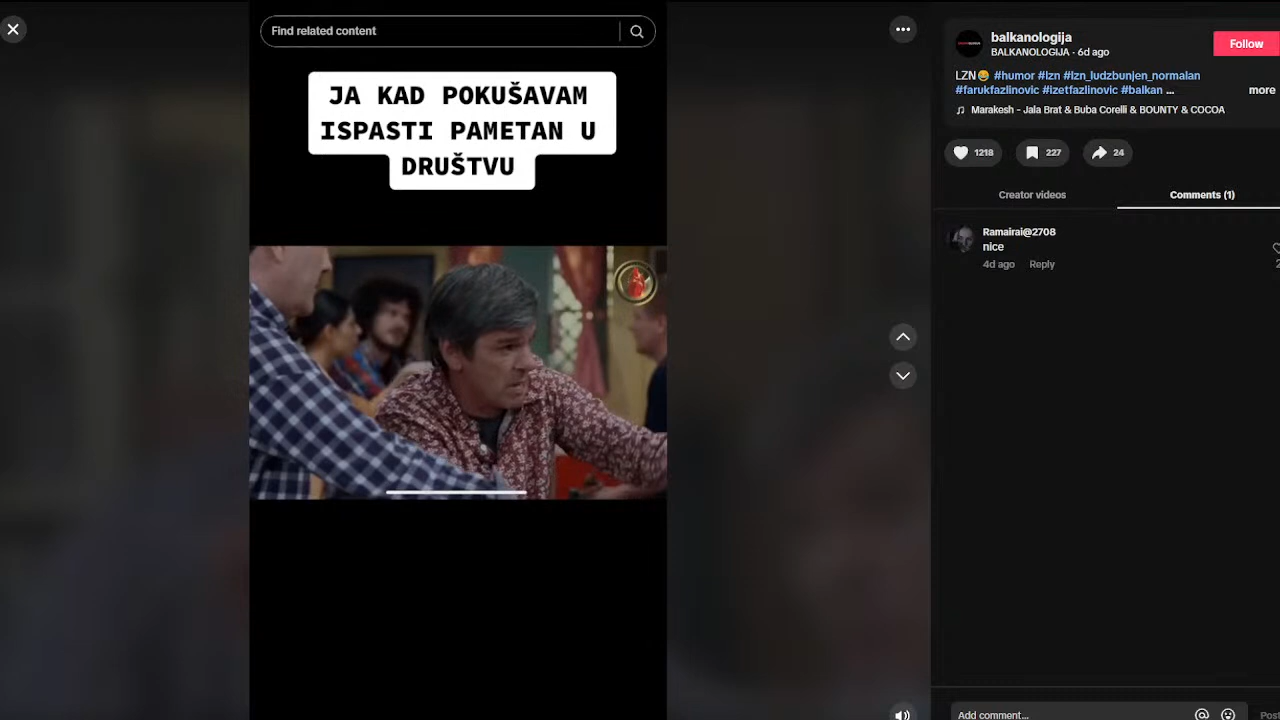 Find related content
JA KAD POKUŠAVAM
ISPASTI PAMETAN U
DRUŠTVU
balkanologija
BALKANOLOGIJA · 6d ago
Follow
LZN😂 #humor #lzn #lzn_ludzbunjen_normalan
#farukfazlinovic #izetfazlinovic #balkan ...
more
♫ Marakesh - Jala Brat & Buba Corelli & BOUNTY & COCOA
1218
227
24
Creator videos
Comments (1)
Ramairai@2708
nice
4d ago Reply
Add comment...